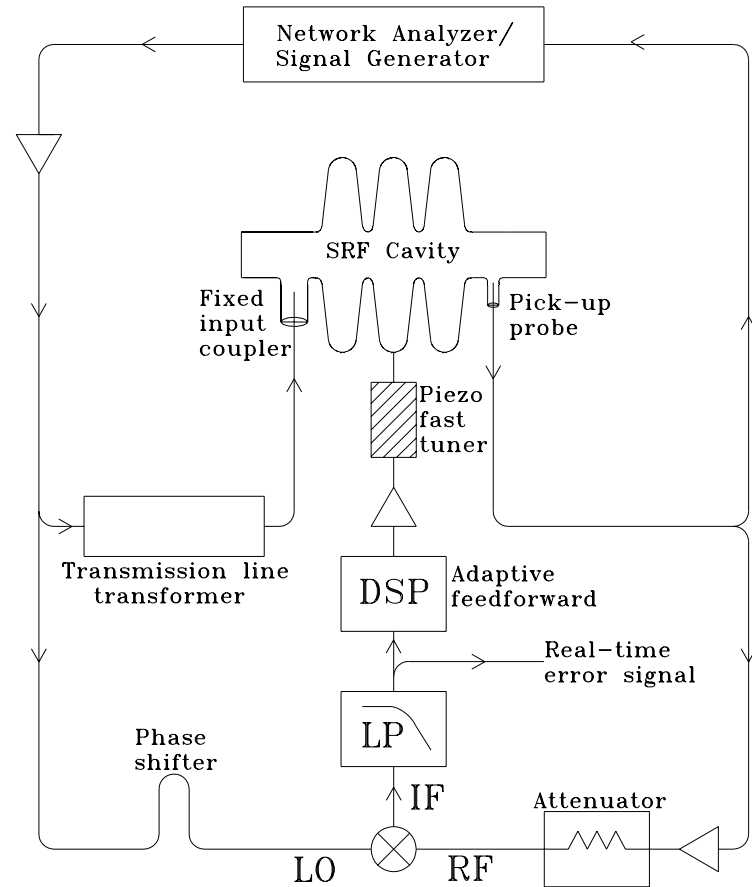 Network Analyzer/
Signal Generator
SRF Cavity
Fixed
input
coupler
Pick-up
probe
Piezo
fast
tuner
Transmission line
transformer
DSP
Adaptive
feedforward
Real-time
error signal
LP
Phase
shifter
IF
Attenuator
LO
RF